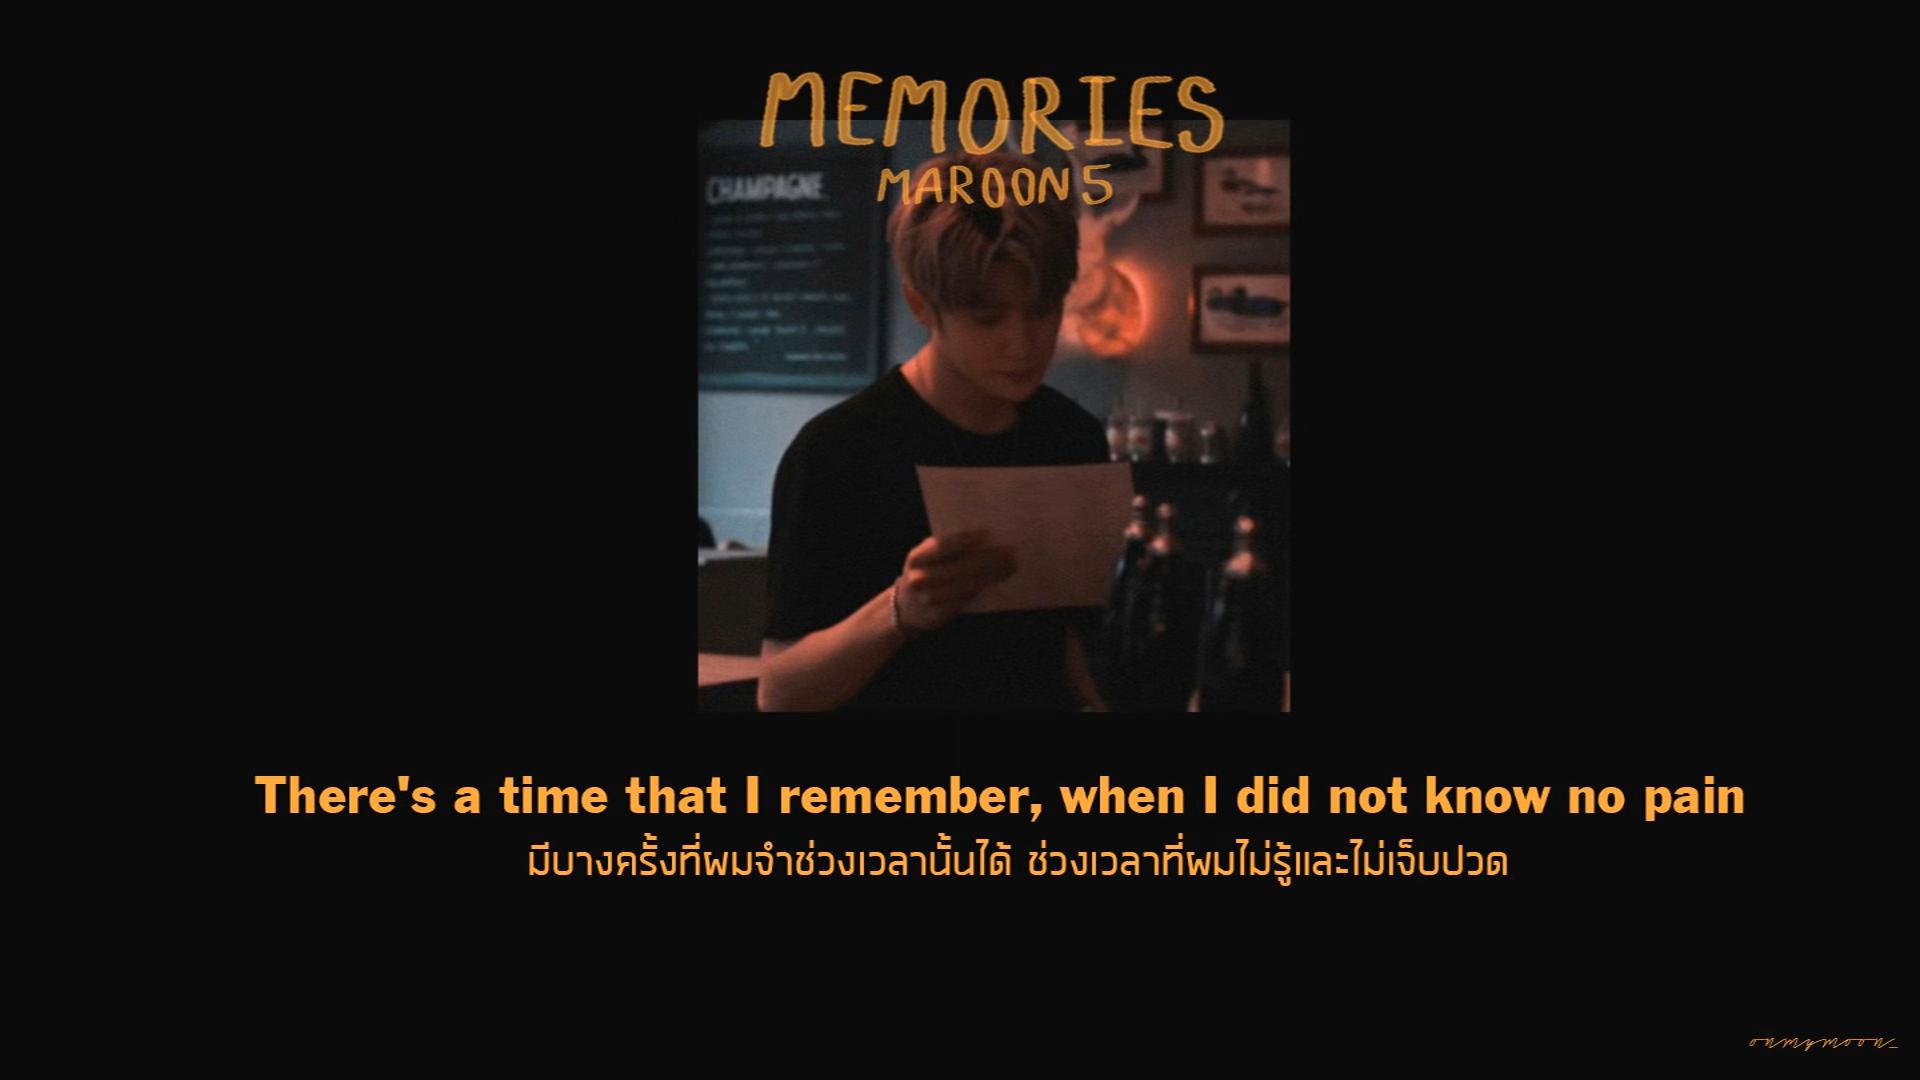 MEMORIES
MAROON 5
CHAMPAGNE
There's a time that I remember, when I did not know no pain
มีบางครั้งที่ผมจำช่วงเวลานั้นได้ ช่วงเวลาที่ผมไม่รู้และไม่เจ็บปวด
onmymoon_